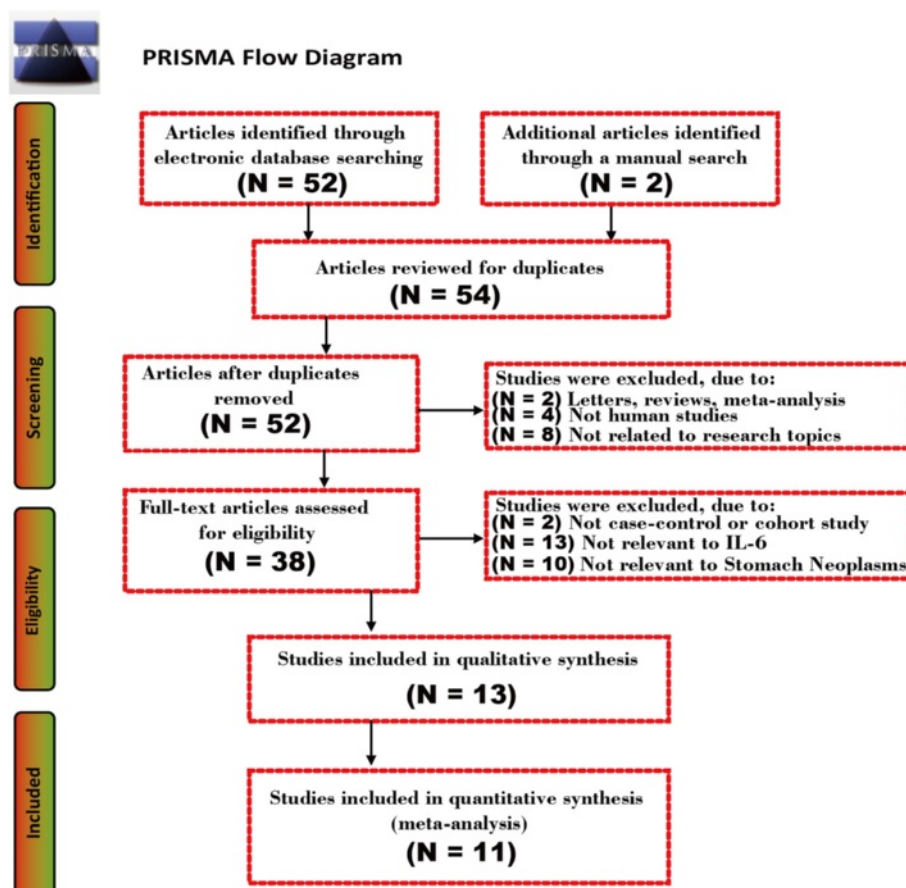 PRISMA
PRISMA Flow Diagram
Identification
Articles identified through
electronic database searching
(N = 52)
Additional articles identified
through a manual search
(N = 2)
Articles reviewed for duplicates
(N = 54)
Screening
Articles after duplicates
removed
(N = 52)
Studies were excluded, due to:
(N = 2) Letters, reviews, meta-analysis
(N = 4) Not human studies
(N = 8) Not related to research topics
Eligibility
Full-text articles assessed
for eligibility
(N = 38)
Studies were excluded, due to:
(N = 2) Not case-control or cohort study
(N = 13) Not relevant to IL-6
(N = 10) Not relevant to Stomach Neoplasms
Studies included in qualitative synthesis
(N = 13)
Included
Studies included in quantitative synthesis
(meta-analysis)
(N = 11)